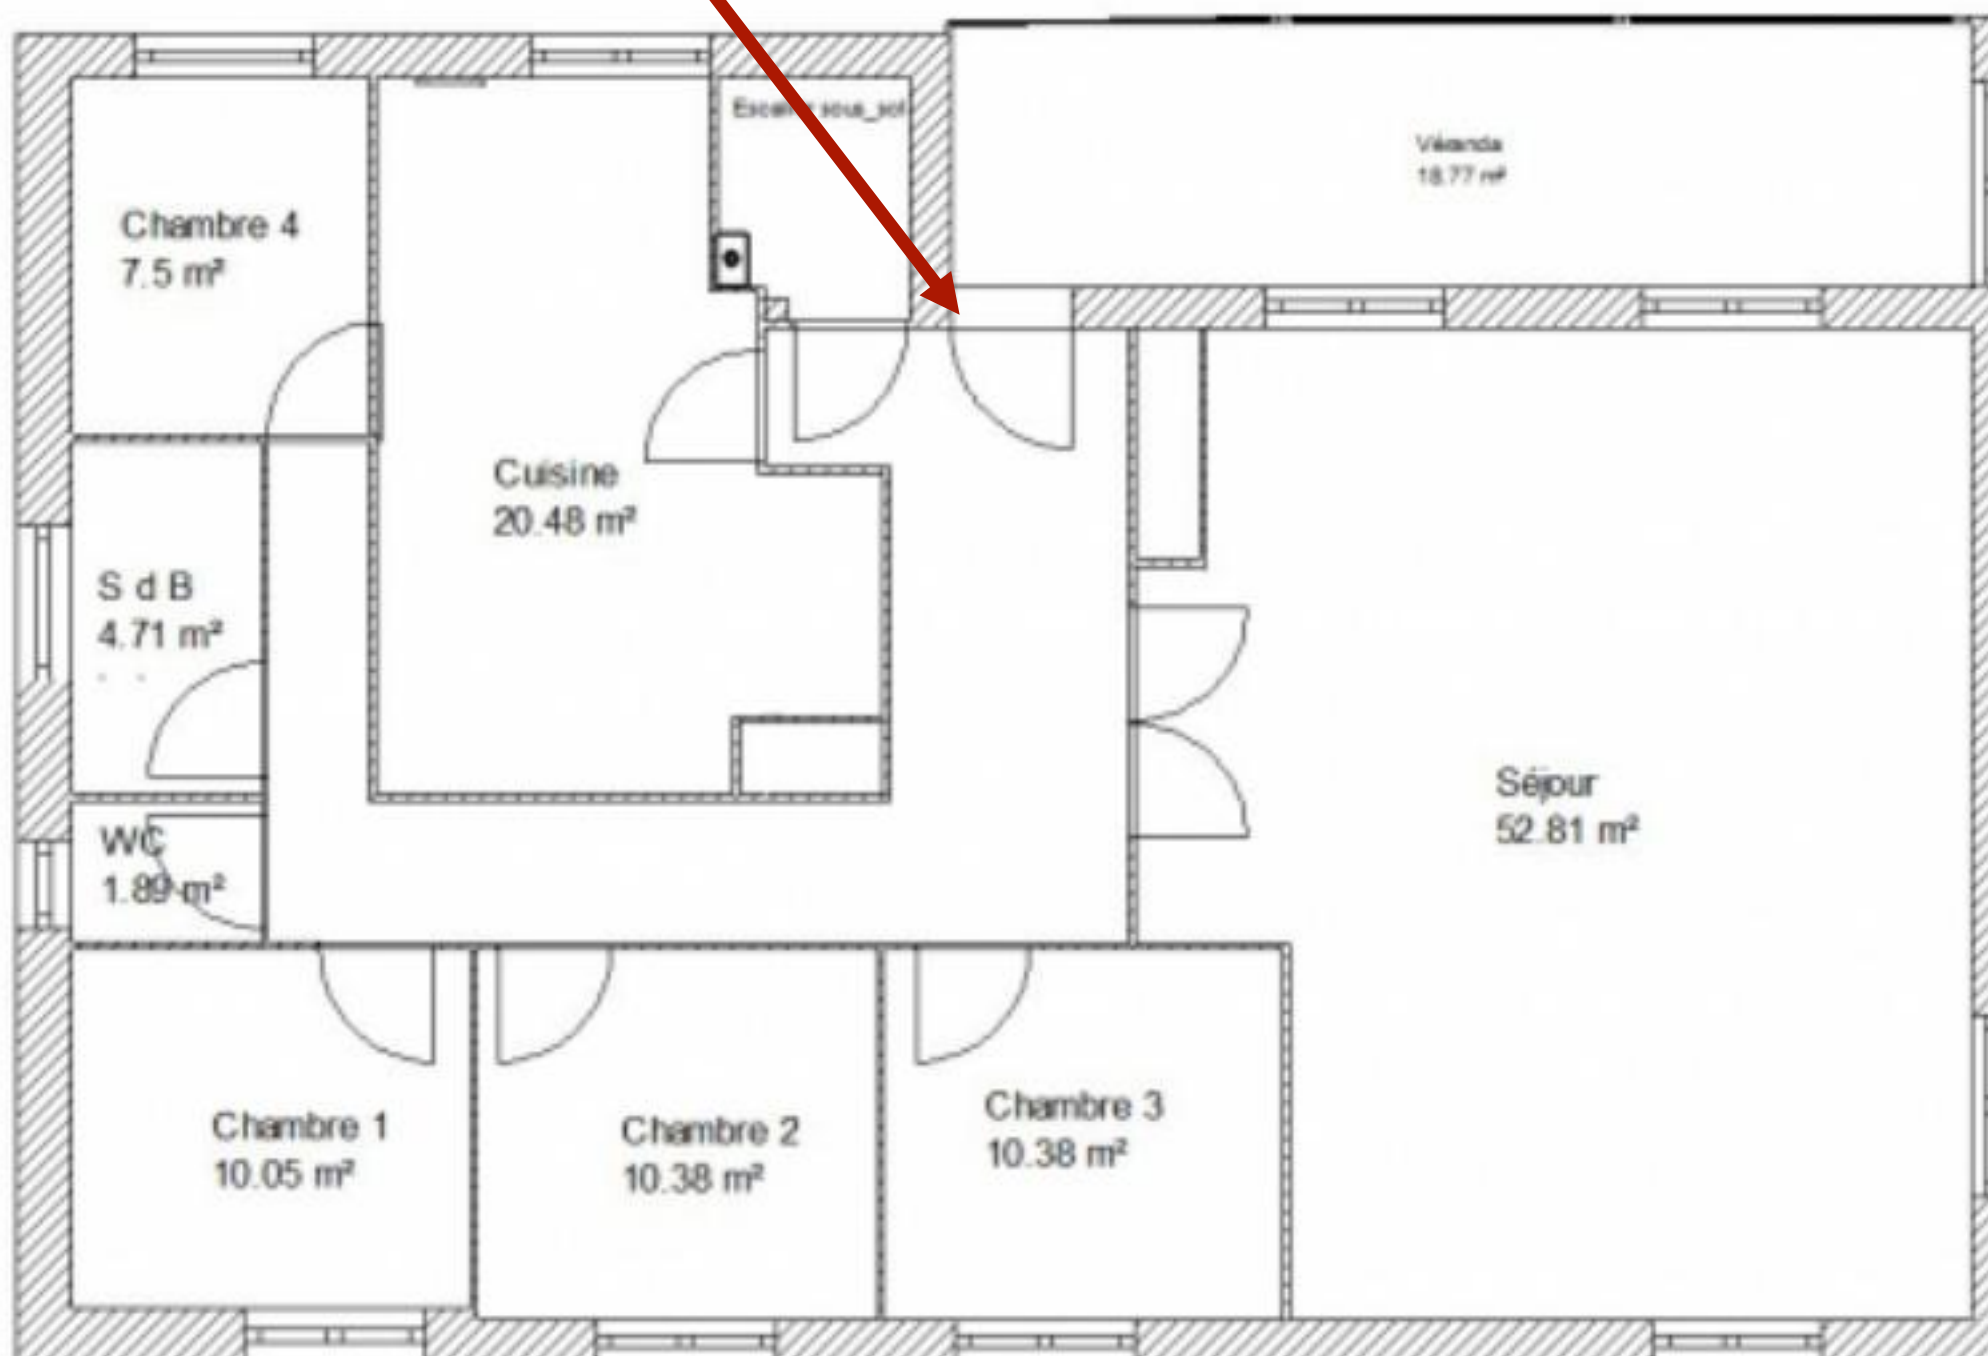 Escalier sous_sol
Véranda
18.77 m²
Chambre 4
7.5 m²
Cuisine
20.48 m²
S d B
4.71 m²
WC
1.89 m²
Séjour
52.81 m²
Chambre 1
10.05 m²
Chambre 2
10.38 m²
Chambre 3
10.38 m²